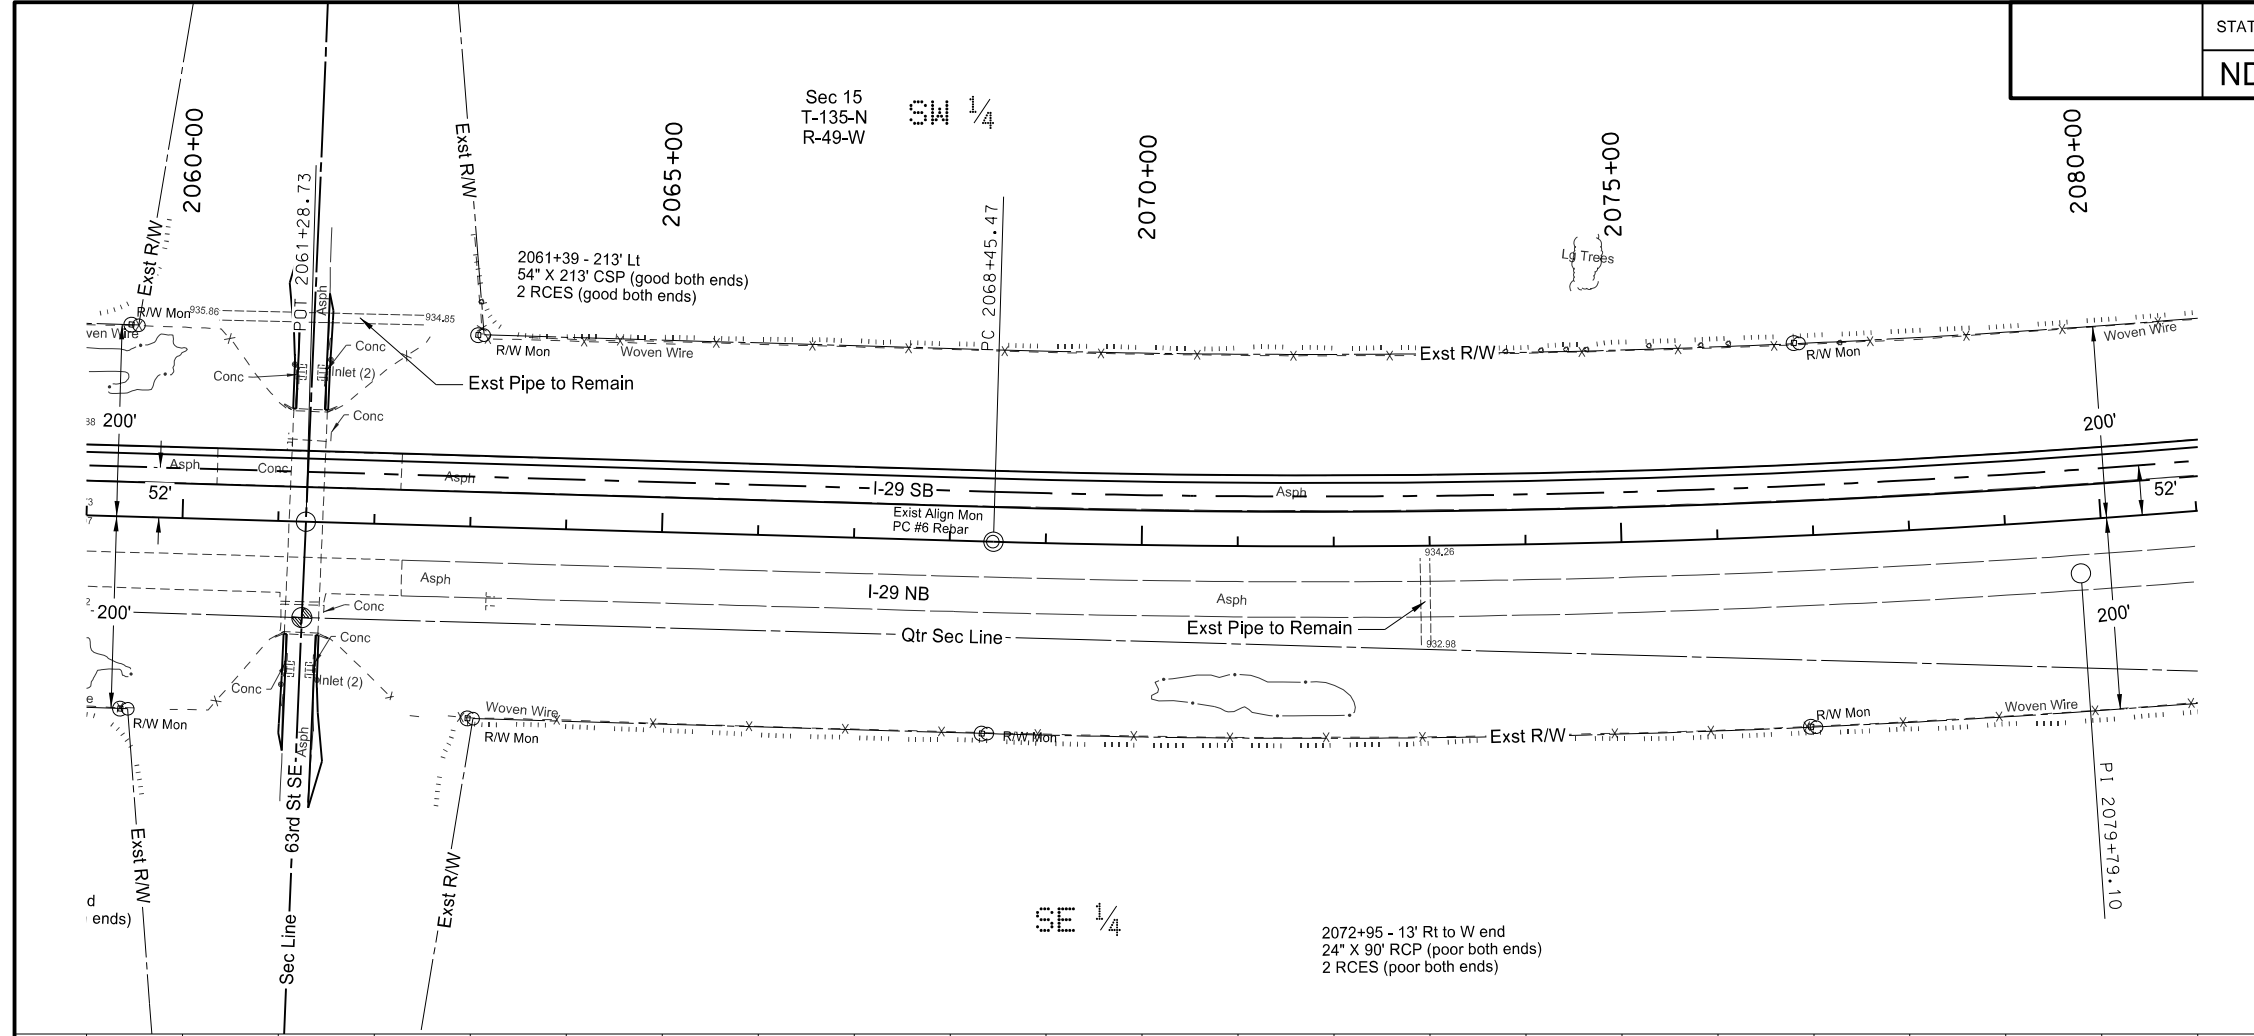 STAT
ND
Sec 15
T-135-N
R-49-W
SW 1/4
2060+00
2065+00
2070+00
2075+00
2080+00
Exst R/W
Exst R/W
POT 2061+28.73
PC 2068+45.47
Lg Trees
2061+39 - 213' Lt
54" X 213' CSP (good both ends)
2 RCES (good both ends)
R/W Mon
935.86
934.85
Asph
ven Wire
Conc
Conc
Inlet (2)
Conc
Exst Pipe to Remain
R/W Mon
Woven Wire
Exst R/W
R/W Mon
Woven Wire
200'
200'
Asph
Conc
Asph
I-29 SB
Asph
52'
52'
Exist Align Mon
PC #6 Rebar
934.26
Asph
I-29 NB
Asph
Conc
200'
200'
Qtr Sec Line
Exst Pipe to Remain
932.98
Conc
Conc
Inlet (2)
R/W Mon
Woven Wire
R/W Mon
R/W Mon
Exst R/W
R/W Mon
Woven Wire
Asph
63rd St SE
Sec Line
Exst R/W
Exst R/W
PI 2079+79.10
d
ends)
SE 1/4
2072+95 - 13' Rt to W end
24" X 90' RCP (poor both ends)
2 RCES (poor both ends)